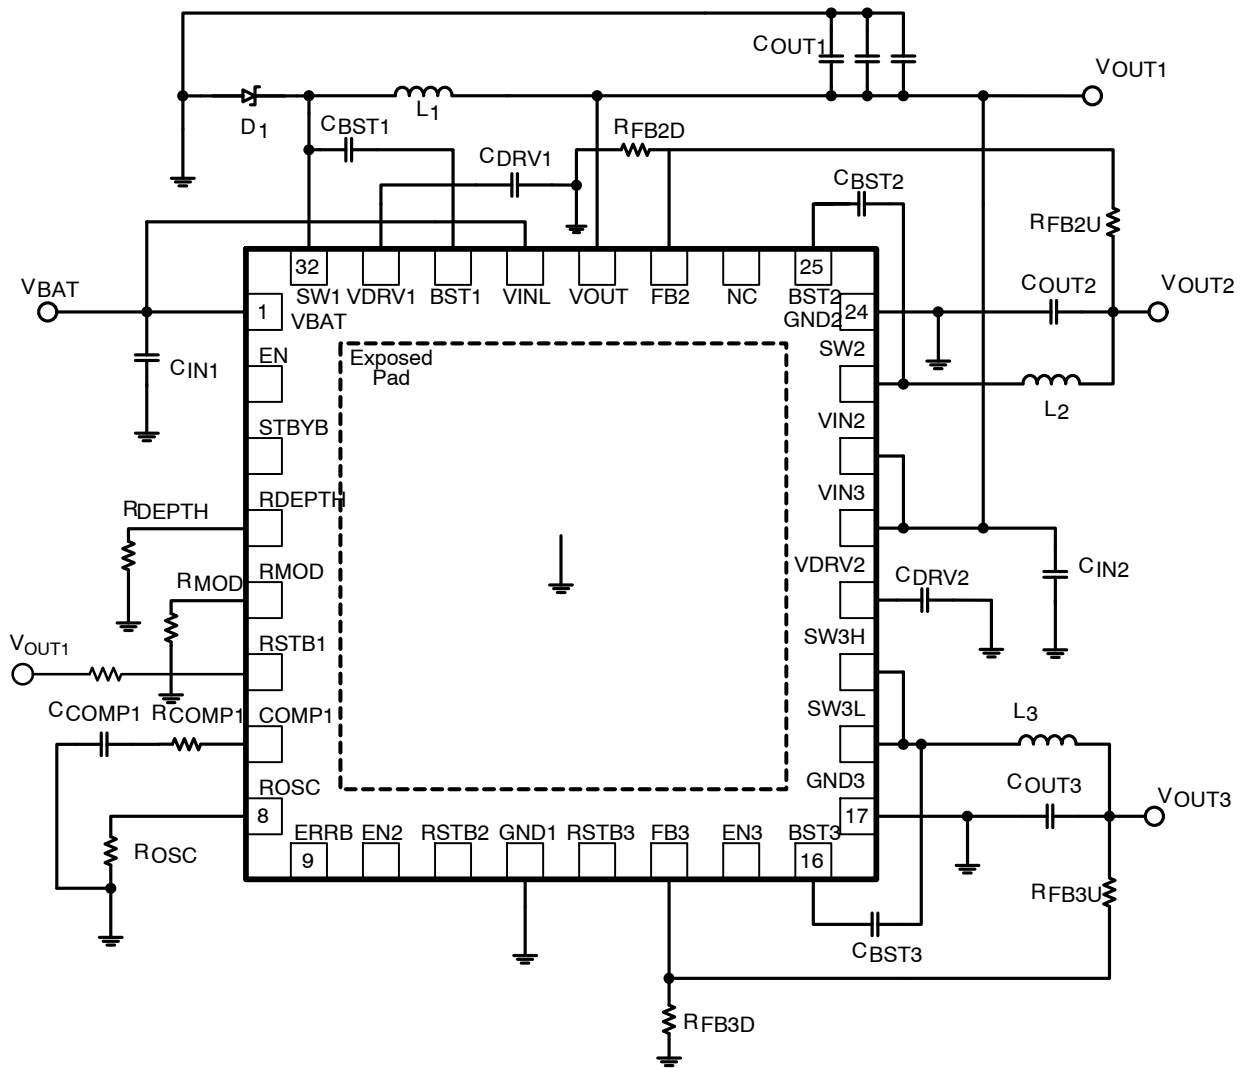 COUT1
VOUT1
D1
L1
CBST1
RFB2D
CDRV1
CBST2
RFB2U
VBAT
COUT2
VOUT2
32
25
SW1
VDRV1
BST1
VINL
VOUT
FB2
NC
BST2
1
VBAT
GND2
24
CIN1
EN
Exposed
Pad
SW2
L2
STBYB
VIN2
RDEPTH
RDEPTH
VIN3
RMOD
RMOD
VDRV2
CDRV2
CIN2
VOUT1
RSTB1
SW3H
CCOMP1
RCOMP1
COMP1
SW3L
L3
ROSC
GND3
COUT3
VOUT3
8
17
ROSC
ERRB
EN2
RSTB2
GND1
RSTB3
FB3
EN3
BST3
9
16
RFB3U
CBST3
RFB3D